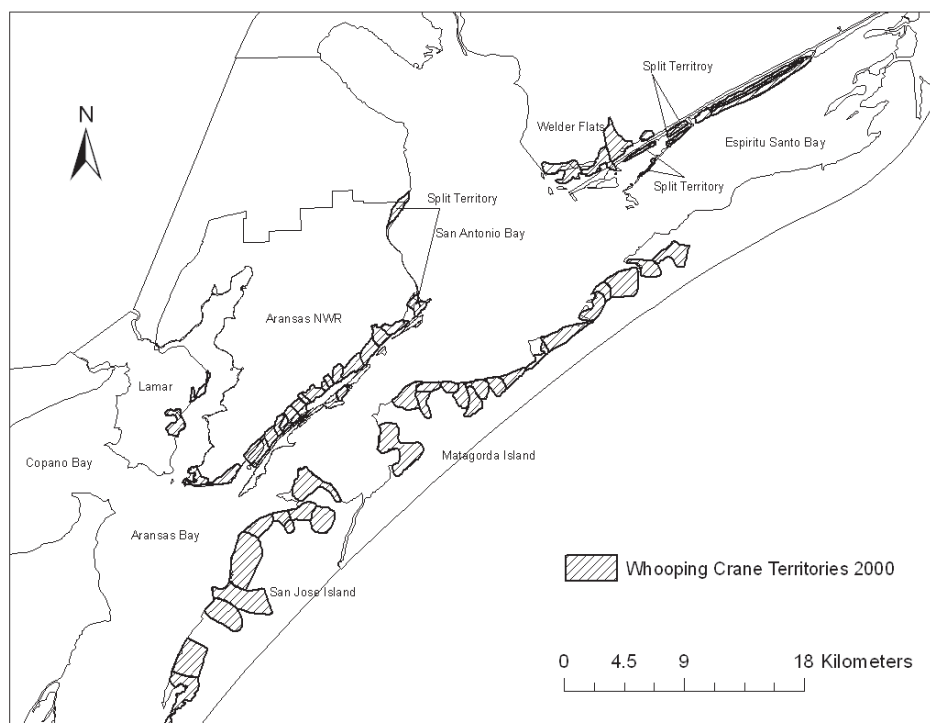 Split Territroy
N
Welder Flats
Espiritu Santo Bay
Split Territory
Split Territory
San Antonio Bay
Aransas NWR
Lamar
Copano Bay
Matagorda Island
Aransas Bay
Whooping Crane Territories 2000
San Jose Island
0 4.5 9 18 Kilometers